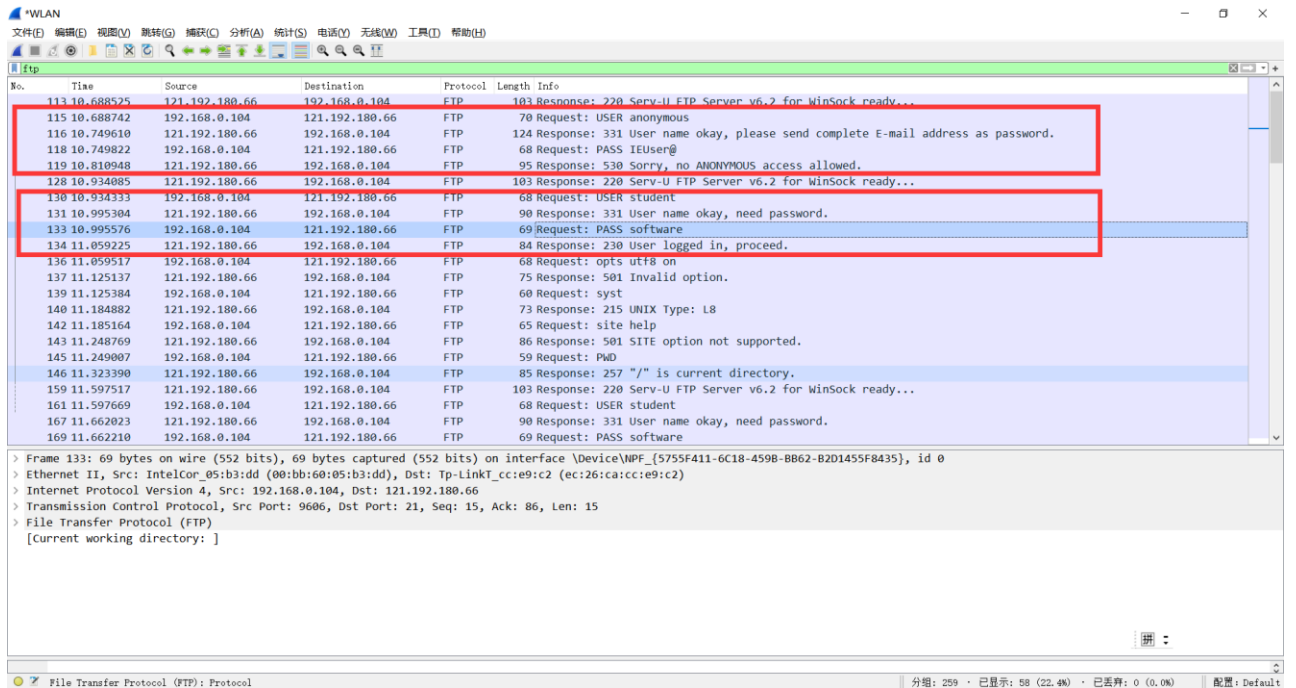 *WLAN
文件(F) 编辑(E) 视图(V) 跳转(G) 捕获(C) 分析(A) 统计(S) 电话(Y) 无线(W) 工具(T) 帮助(H)
ftp
No. Time Source Destination Protocol Length Info
113 10.688525 121.192.180.66 192.168.0.104 FTP 103 Response: 220 Serv-U FTP Server v6.2 for WinSock ready...
115 10.688742 192.168.0.104 121.192.180.66 FTP 70 Request: USER anonymous
116 10.749610 121.192.180.66 192.168.0.104 FTP 124 Response: 331 User name okay, please send complete E-mail address as password.
118 10.749822 192.168.0.104 121.192.180.66 FTP 68 Request: PASS IEUser@
119 10.810948 121.192.180.66 192.168.0.104 FTP 95 Response: 530 Sorry, no ANONYMOUS access allowed.
128 10.934085 121.192.180.66 192.168.0.104 FTP 103 Response: 220 Serv-U FTP Server v6.2 for WinSock ready...
130 10.934333 192.168.0.104 121.192.180.66 FTP 68 Request: USER student
131 10.995304 121.192.180.66 192.168.0.104 FTP 90 Response: 331 User name okay, need password.
133 10.995576 192.168.0.104 121.192.180.66 FTP 69 Request: PASS software
134 11.059225 121.192.180.66 192.168.0.104 FTP 84 Response: 230 User logged in, proceed.
136 11.059517 192.168.0.104 121.192.180.66 FTP 68 Request: opts utf8 on
137 11.125137 121.192.180.66 192.168.0.104 FTP 75 Response: 501 Invalid option.
139 11.125384 192.168.0.104 121.192.180.66 FTP 60 Request: syst
140 11.184882 121.192.180.66 192.168.0.104 FTP 73 Response: 215 UNIX Type: L8
142 11.185164 192.168.0.104 121.192.180.66 FTP 65 Request: site help
143 11.248769 121.192.180.66 192.168.0.104 FTP 86 Response: 501 SITE option not supported.
145 11.249007 192.168.0.104 121.192.180.66 FTP 59 Request: PWD
146 11.323390 121.192.180.66 192.168.0.104 FTP 85 Response: 257 "/" is current directory.
159 11.597517 121.192.180.66 192.168.0.104 FTP 103 Response: 220 Serv-U FTP Server v6.2 for WinSock ready...
161 11.597669 192.168.0.104 121.192.180.66 FTP 68 Request: USER student
167 11.662023 121.192.180.66 192.168.0.104 FTP 90 Response: 331 User name okay, need password.
169 11.662210 192.168.0.104 121.192.180.66 FTP 69 Request: PASS software
> Frame 133: 69 bytes on wire (552 bits), 69 bytes captured (552 bits) on interface \Device\NPF_{5755F411-6C18-459B-BB62-B2D1455F8435}, id 0
> Ethernet II, Src: IntelCor_05:b3:dd (00:bb:60:05:b3:dd), Dst: Tp-LinkT_cc:e9:c2 (ec:26:ca:cc:e9:c2)
> Internet Protocol Version 4, Src: 192.168.0.104, Dst: 121.192.180.66
> Transmission Control Protocol, Src Port: 9606, Dst Port: 21, Seq: 15, Ack: 86, Len: 15
> File Transfer Protocol (FTP)
[Current working directory: ]
拼
File Transfer Protocol (FTP): Protocol 分组: 259 · 已显示: 58 (22.4%) · 已丢弃: 0 (0.0%) 配置: Default